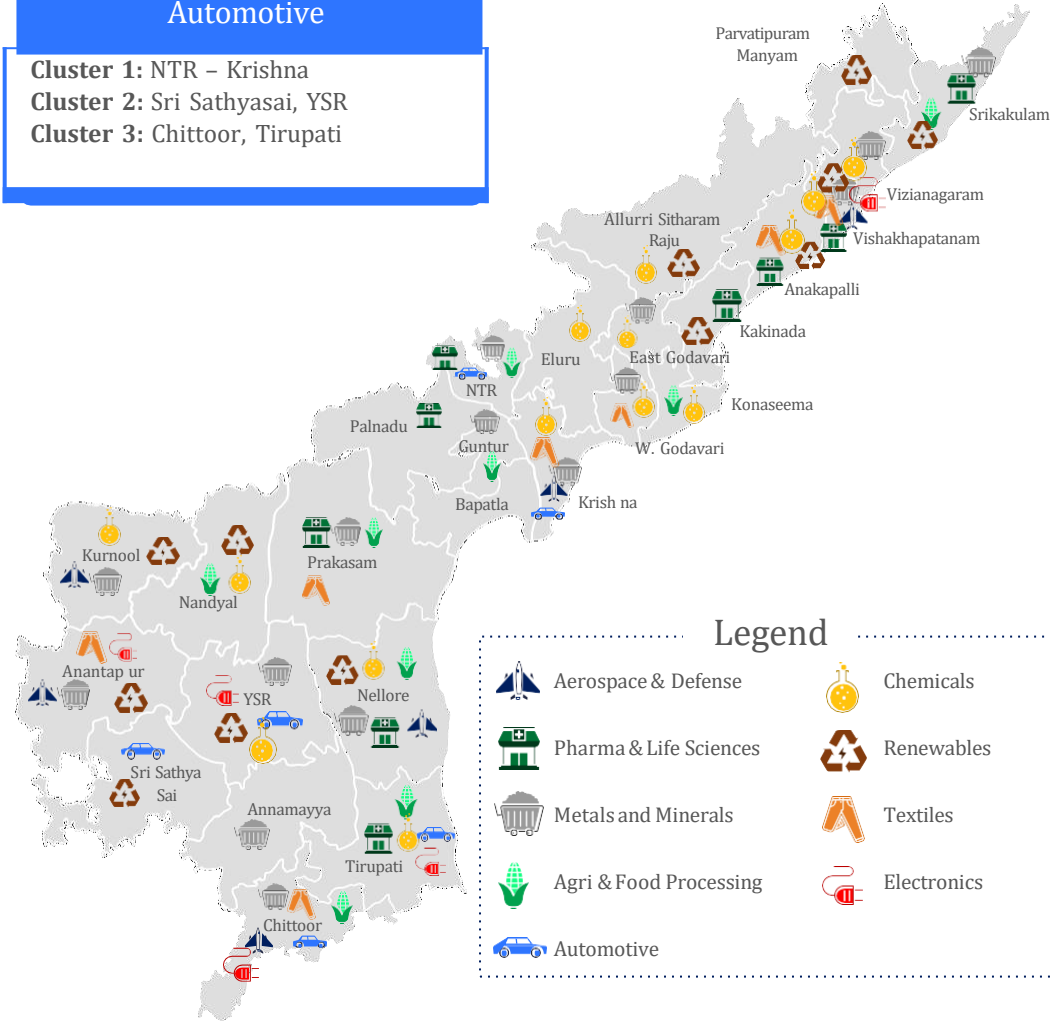 Automotive
Cluster 1: NTR – Krishna
Cluster 2: Sri Sathyasai, YSR
Cluster 3: Chittoor, Tirupati
Parvatipuram
Manyam
Srikakulam
Vizianagaram
Allurri Sitharam
Raju
Vishakhapatanam
Anakapalli
Kakinada
Eluru
East Godavari
NTR
Konaseema
Palnadu
Guntur
W. Godavari
Bapatla
Krish na
Kurnool
Prakasam
Nandyal
Anantap ur
YSR
Nellore
Sri Sathya
Sai
Annamayya
Tirupati
Chittoor
Legend
Aerospace & Defense
Chemicals
Pharma & Life Sciences
Renewables
Metals and Minerals
Textiles
Agri & Food Processing
Electronics
Automotive